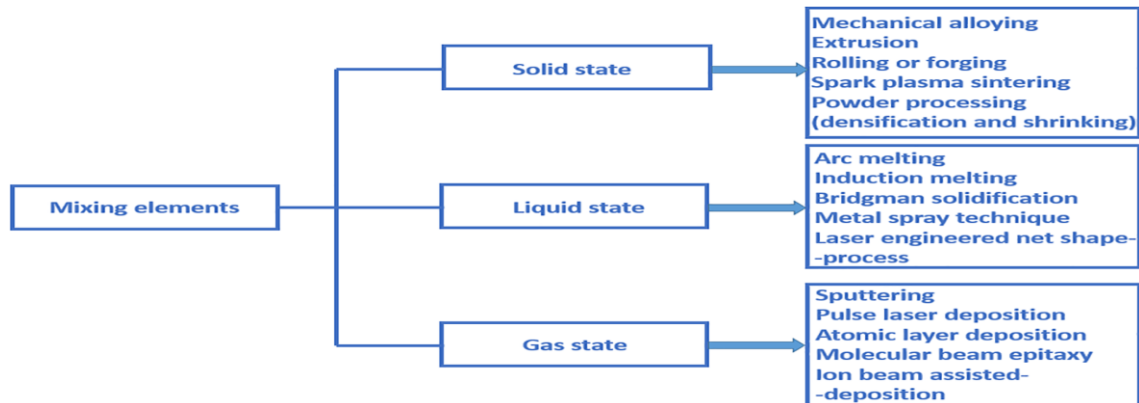 Mixing elements
Solid state
Mechanical alloying
Extrusion
Rolling or forging
Spark plasma sintering
Powder processing
(densification and shrinking)
Liquid state
Arc melting
Induction melting
Bridgman solidification
Metal spray technique
Laser engineered net shape-
-process
Gas state
Sputtering
Pulse laser deposition
Atomic layer deposition
Molecular beam epitaxy
Ion beam assisted-
-deposition